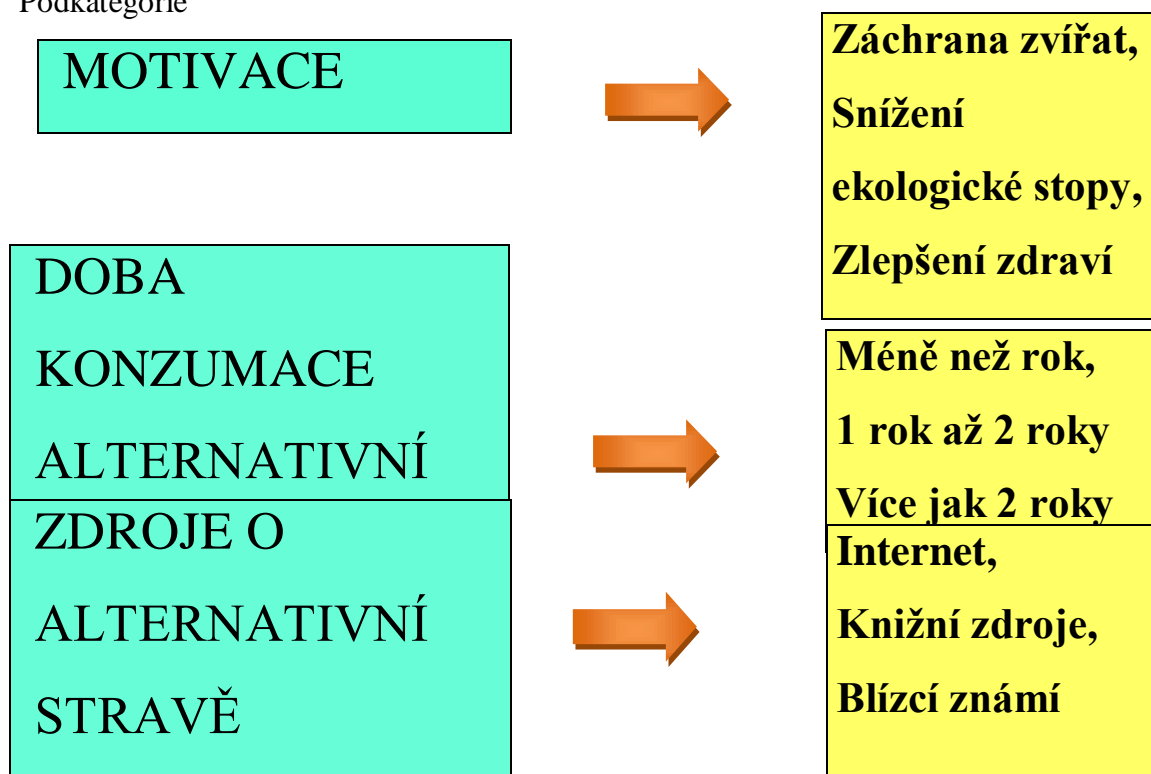 Podkategorie
MOTIVACE
Záchrana zvířat,
Snížení
ekologické stopy,
Zlepšení zdraví
DOBA
KONZUMACE
ALTERNATIVNÍ
Méně než rok,
1 rok až 2 roky
Více jak 2 roky
ZDROJE O
ALTERNATIVNÍ
STRAVĚ
Internet,
Knižní zdroje,
Blízcí známí